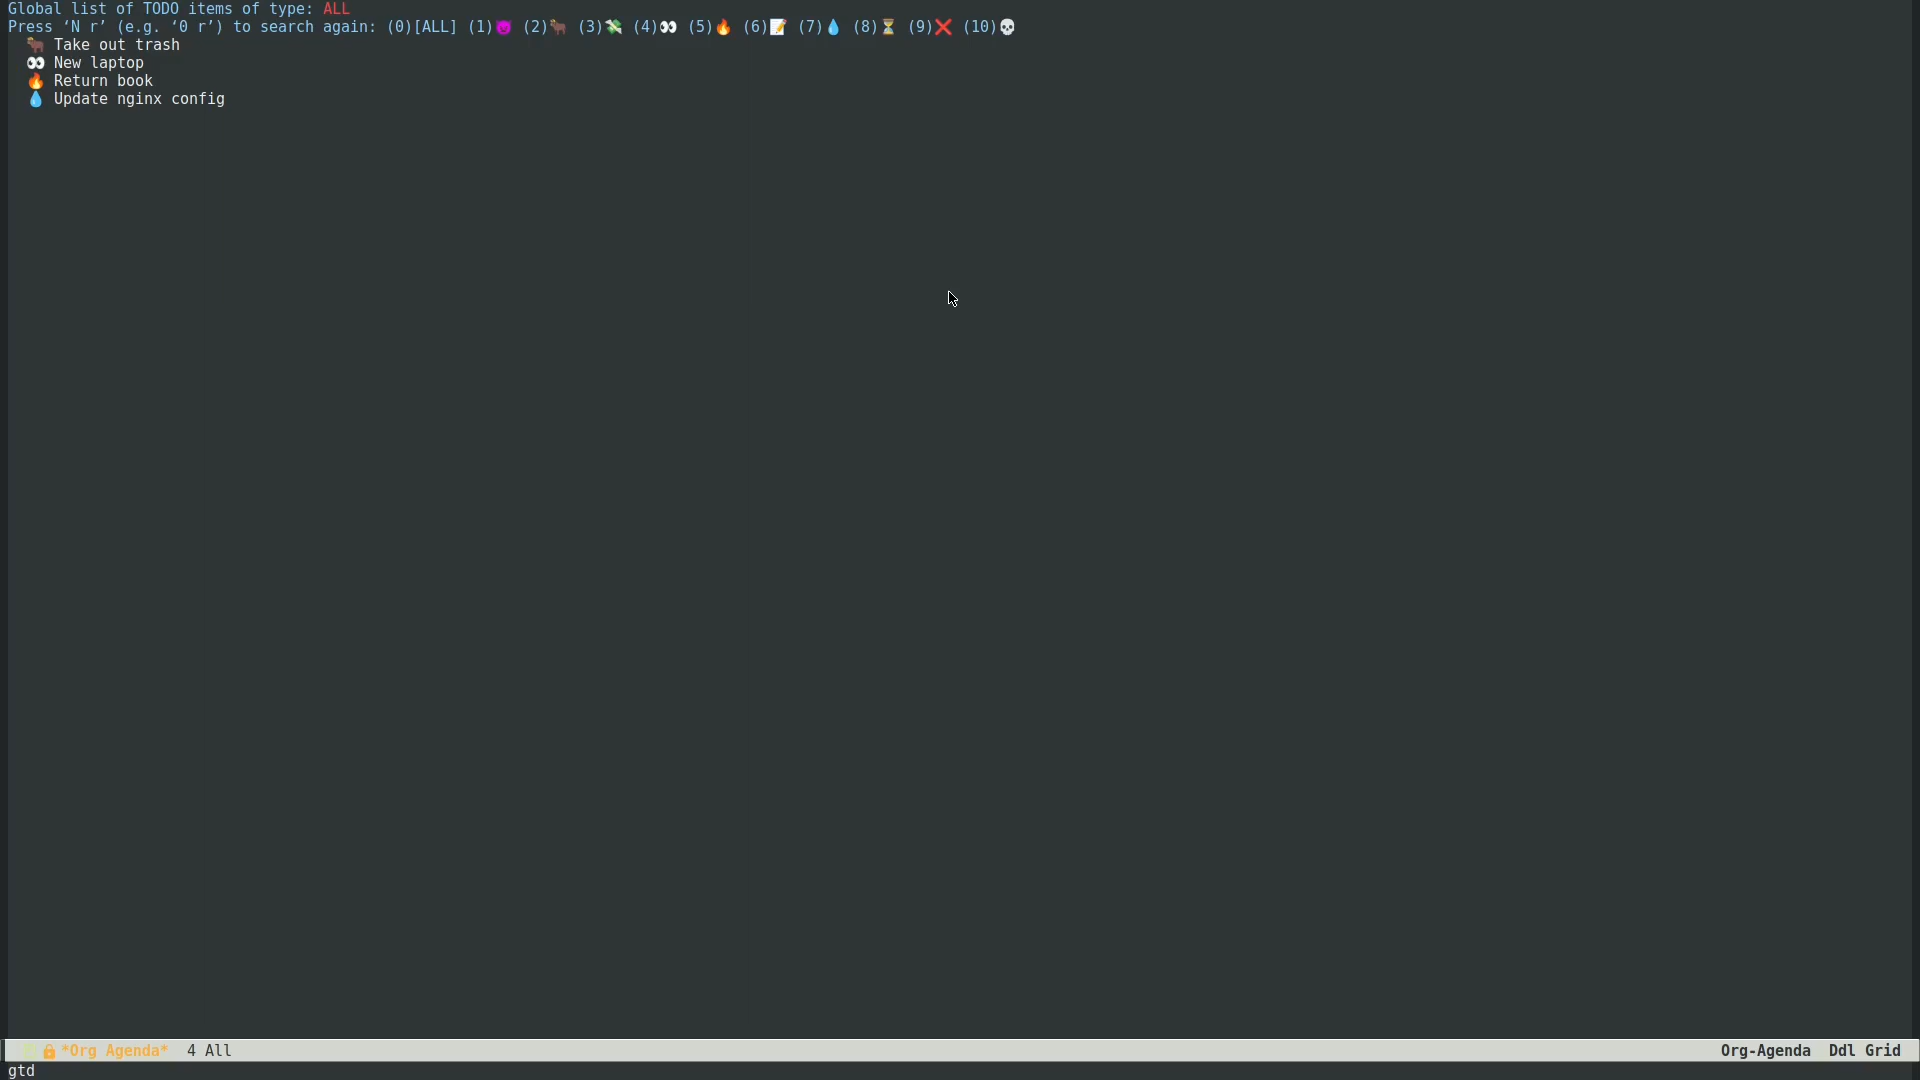 Global list of TODO items of type: ALL
Press ‘N r’ (e.g. ‘0 r’) to search again: (0)[ALL] (1)😈 (2)🐂 (3)💸 (4)👀 (5)🔥 (6)📝 (7)💧 (8)⏳ (9)❌ (10)💀
🐂 Take out trash
👀 New laptop
🔥 Return book
💧 Update nginx config
*Org Agenda* 4 All Org-Agenda Ddl Grid
gtd